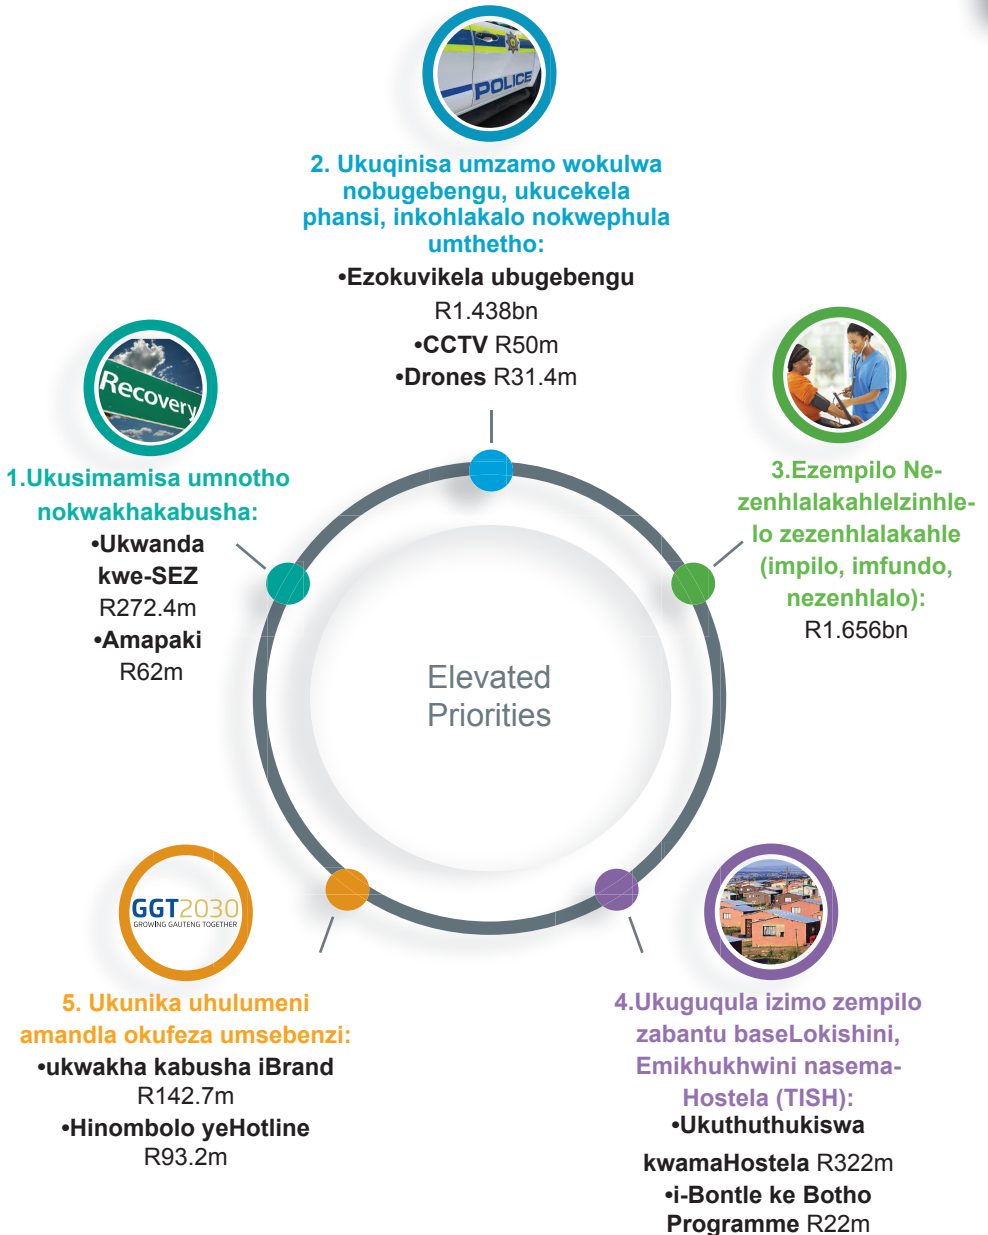 POLICE
2. Ukuqinisa umzamo wokulwa
nobugebengu, ukucekela
phansi, inkohlakalo nokwephula
umthetho:
•Ezokuvikela ubugebengu
R1.438bn
•CCTV R50m
•Drones R31.4m
Recovery
1.Ukusimamisa umnotho
nokwakhakabusha:
•Ukwanda
kwe-SEZ
R272.4m
•Amapaki
R62m
3.Ezempilo Ne-
zenhlalakahlelzinhle-
lo zezenhlalakahle
(impilo, imfundo,
nezenhlalo):
R1.656bn
Elevated
Priorities
GGT2030
GROWING GAUTENG TOGETHER
5. Ukunika uhulumeni
amandla okufeza umsebenzi:
•ukwakha kabusha iBrand
R142.7m
•Hinombolo yeHotline
R93.2m
4.Ukuguqula izimo zempilo
zabantu baseLokishini,
Emikhukhwini nasema-
Hostela (TISH):
•Ukuthuthukiswa
kwamaHostela R322m
•i-Bontle ke Botho
Programme R22m